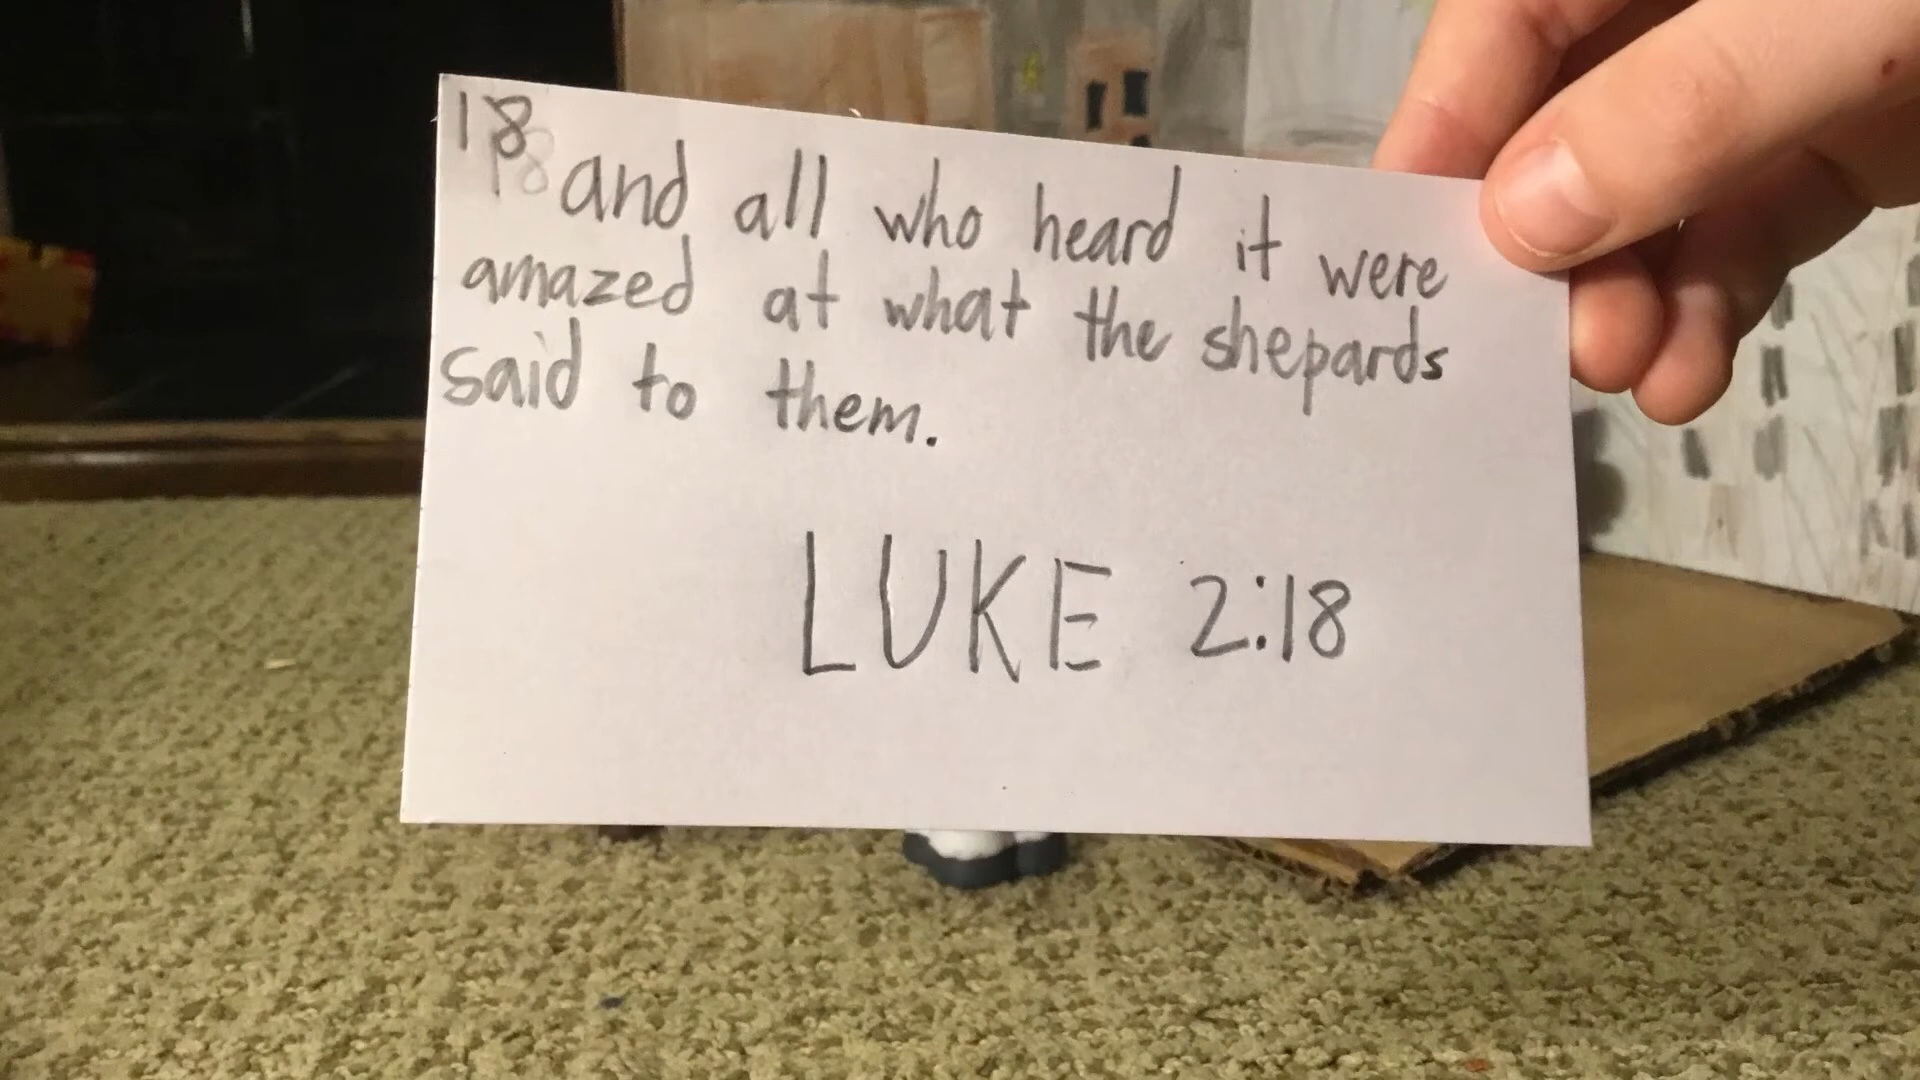 18
and all who heard it were
amazed at what the shepards
said to them.
LUKE 2:18